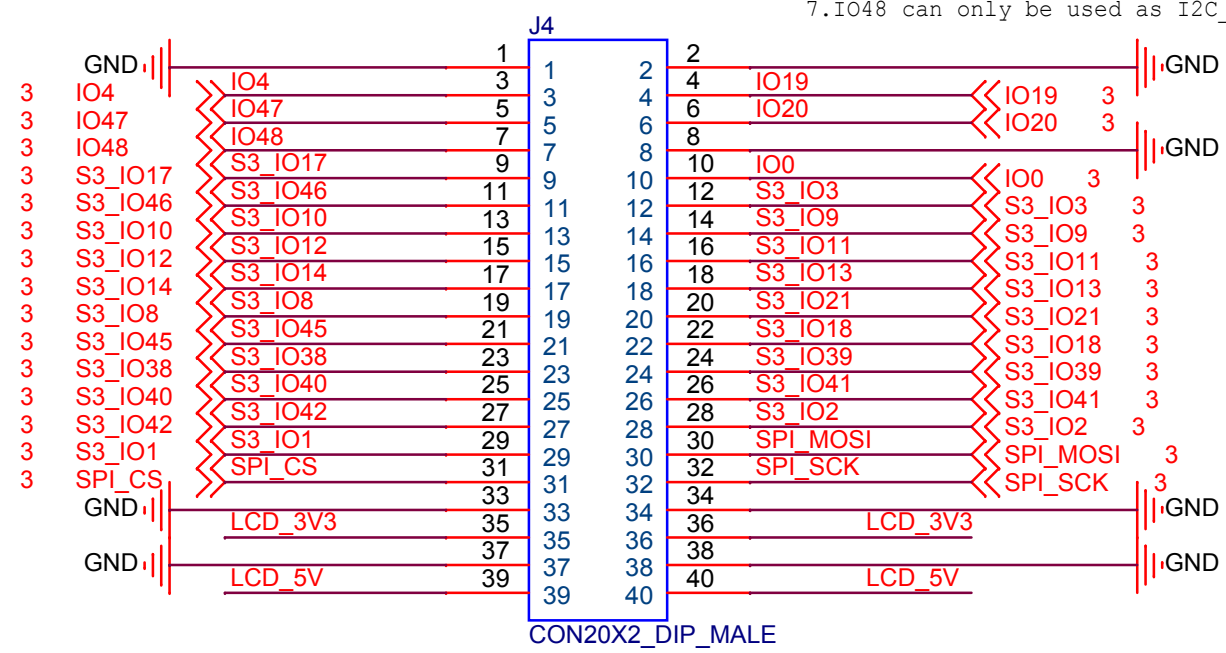 7.IO48 can only be used as I2C_
J4
GND 1 1 2 2 GND
3 IO4 IO4 3 3 4 4 IO19 IO19 3
3 IO47 IO47 5 5 6 6 IO20 IO20 3
3 IO48 IO48 7 7 8 8 GND
3 S3_IO17 S3_IO17 9 9 10 10 IO0 IO0 3
3 S3_IO46 S3_IO46 11 11 12 12 S3_IO3 S3_IO3 3
3 S3_IO10 S3_IO10 13 13 14 14 S3_IO9 S3_IO9 3
3 S3_IO12 S3_IO12 15 15 16 16 S3_IO11 S3_IO11 3
3 S3_IO14 S3_IO14 17 17 18 18 S3_IO13 S3_IO13 3
3 S3_IO8 S3_IO8 19 19 20 20 S3_IO21 S3_IO21 3
3 S3_IO45 S3_IO45 21 21 22 22 S3_IO18 S3_IO18 3
3 S3_IO38 S3_IO38 23 23 24 24 S3_IO39 S3_IO39 3
3 S3_IO40 S3_IO40 25 25 26 26 S3_IO41 S3_IO41 3
3 S3_IO42 S3_IO42 27 27 28 28 S3_IO2 S3_IO2 3
3 S3_IO1 S3_IO1 29 29 30 30 SPI_MOSI SPI_MOSI 3
3 SPI_CS SPI_CS 31 31 32 32 SPI_SCK SPI_SCK 3
GND 33 33 34 34 GND
LCD_3V3 35 35 36 36 LCD_3V3
GND 37 37 38 38 GND
LCD_5V 39 39 40 40 LCD_5V
CON20X2_DIP_MALE